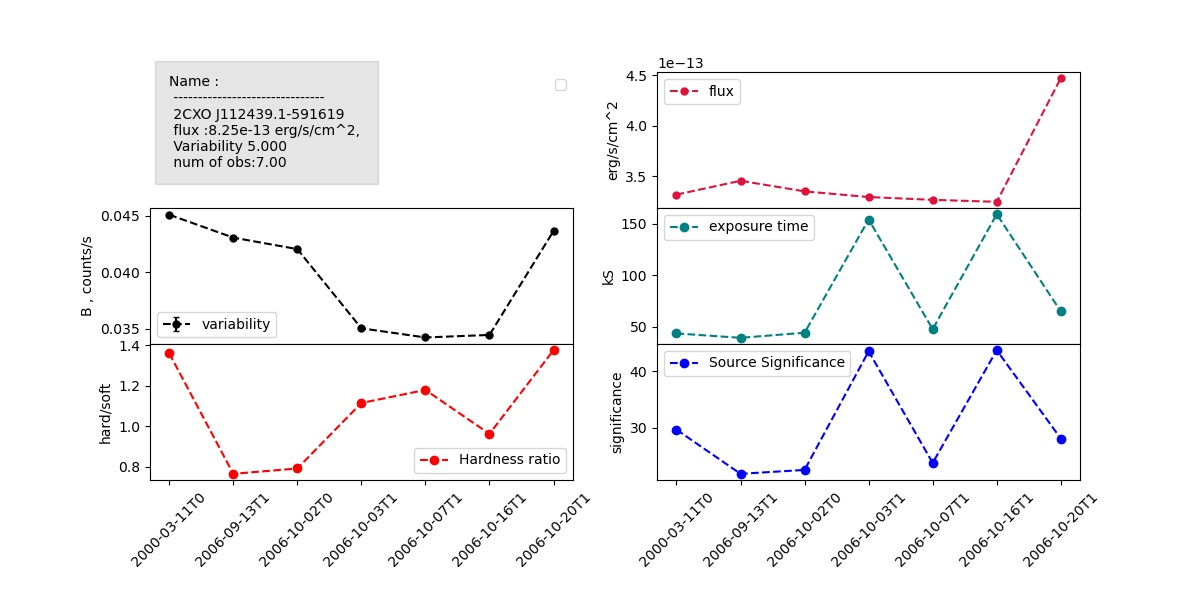 Name :
------------------------------
2CXO J112439.1-591619
flux :8.25e-13 erg/s/cm^2,
Variability 5.000
num of obs:7.00
0.045
0.040
0.035
B , counts/s
variability
1.4
1.2
1.0
0.8
hard/soft
Hardness ratio
2000-03-11T0
2006-09-13T1
2006-10-02T0
2006-10-03T1
2006-10-07T1
2006-10-16T1
2006-10-20T1
1e−13
4.5
4.0
3.5
erg/s/cm^2
flux
150
100
50
kS
exposure time
40
30
significance
Source Significance
2000-03-11T0
2006-09-13T1
2006-10-02T0
2006-10-03T1
2006-10-07T1
2006-10-16T1
2006-10-20T1